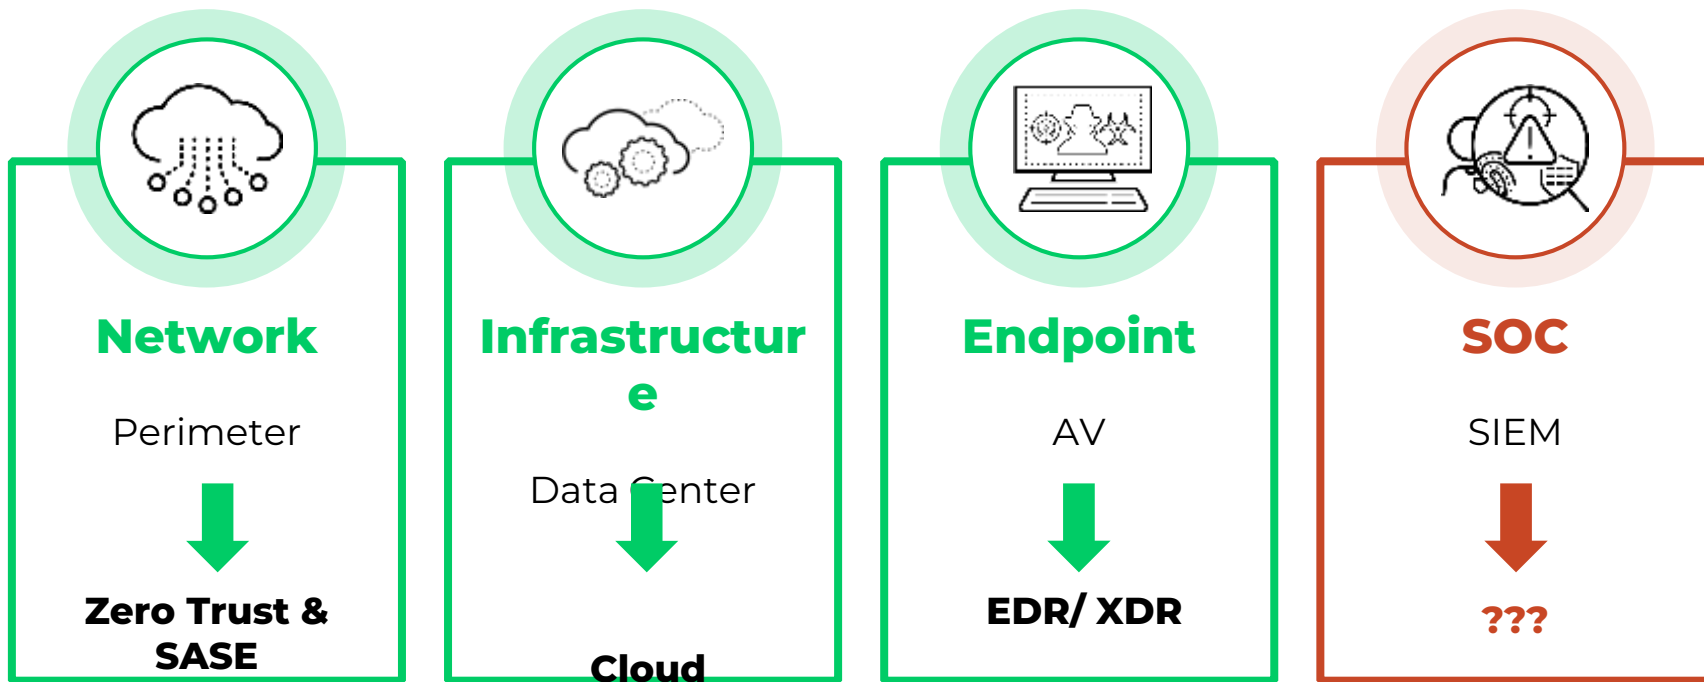 Network
Perimeter
Zero Trust &
SASE
Infrastructur
e
Data Center
Cloud
Endpoint
AV
EDR/ XDR
SOC
SIEM
???